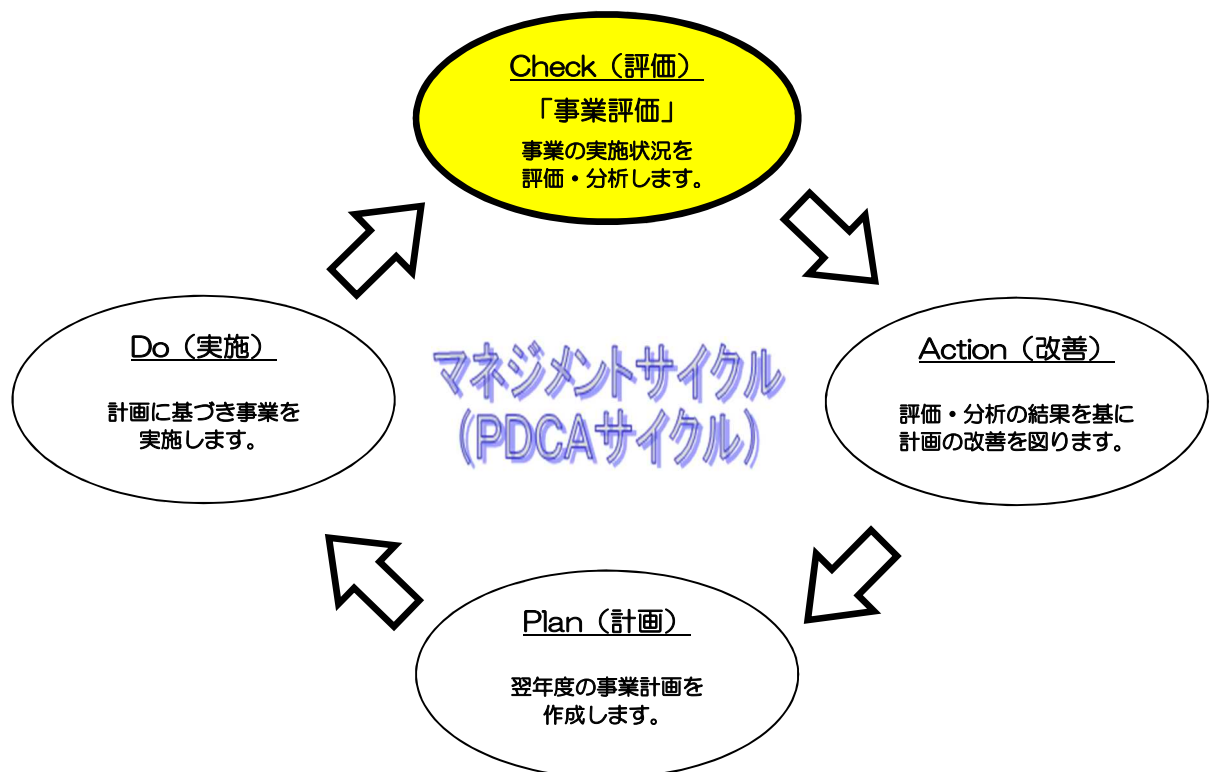 Check（評価）
「事業評価」
事業の実施状況を
評価・分析します。
Do（実施）
計画に基づき事業を
実施します。
マネジメントサイクル
（PDCAサイクル）
Action（改善）
評価・分析の結果を基に
計画の改善を図ります。
Plan（計画）
翌年度の事業計画を
作成します。